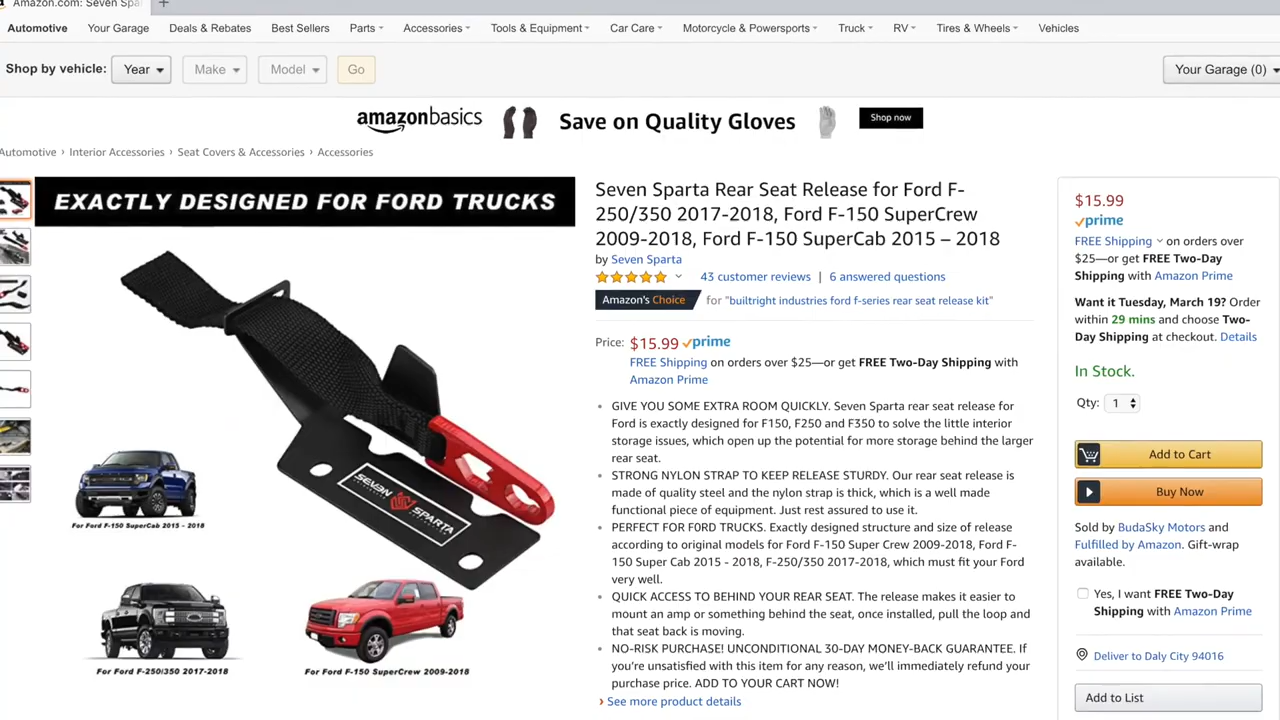 Amazon.com: Seven Spa
Automotive Your Garage Deals & Rebates Best Sellers Parts Accessories Tools & Equipment Car Care Motorcycle & Powersports Truck RV Tires & Wheels Vehicles
Shop by vehicle: Year Make Model Go Your Garage (0)
amazonbasics Save on Quality Gloves Shop now
Automotive › Interior Accessories › Seat Covers & Accessories › Accessories
EXACTLY DESIGNED FOR FORD TRUCKS
SEVEN SPARTA
For Ford F-150 SuperCab 2015 - 2018
For Ford F-250/350 2017-2018
For Ford F-150 SuperCrew 2009-2018
Seven Sparta Rear Seat Release for Ford F-
250/350 2017-2018, Ford F-150 SuperCrew
2009-2018, Ford F-150 SuperCab 2015 – 2018
by Seven Sparta
43 customer reviews | 6 answered questions
Amazon's Choice for "builtright industries ford f-series rear seat release kit"
Price: $15.99 prime
FREE Shipping on orders over $25—or get FREE Two-Day Shipping with
Amazon Prime
• GIVE YOU SOME EXTRA ROOM QUICKLY. Seven Sparta rear seat release for
Ford is exactly designed for F150, F250 and F350 to solve the little interior
storage issues, which open up the potential for more storage behind the larger
rear seat.
• STRONG NYLON STRAP TO KEEP RELEASE STURDY. Our rear seat release is
made of quality steel and the nylon strap is thick, which is a well made
functional piece of equipment. Just rest assured to use it.
• PERFECT FOR F0RD TRUCKS. Exactly designed structure and size of release
according to original models for Ford F-150 Super Crew 2009-2018, Ford F-
150 Super Cab 2015 - 2018, F-250/350 2017-2018, which must fit your Ford
very well.
• QUICK ACCESS TO BEHIND YOUR REAR SEAT. The release makes it easier to
mount an amp or something behind the seat, once installed, pull the loop and
that seat back is moving.
• NO-RISK PURCHASE! UNCONDITIONAL 30-DAY MONEY-BACK GUARANTEE. If
you're unsatisfied with this item for any reason, we'll immediately refund your
purchase price. ADD TO YOUR CART NOW!
› See more product details
$15.99
prime
FREE Shipping on orders over
$25—or get FREE Two-Day
Shipping with Amazon Prime
Want it Tuesday, March 19? Order
within 29 mins and choose Two-
Day Shipping at checkout. Details
In Stock.
Qty: 1
Add to Cart
Buy Now
Sold by BudaSky Motors and
Fulfilled by Amazon. Gift-wrap
available.
Yes, I want FREE Two-Day
Shipping with Amazon Prime
Deliver to Daly City 94016
Add to List